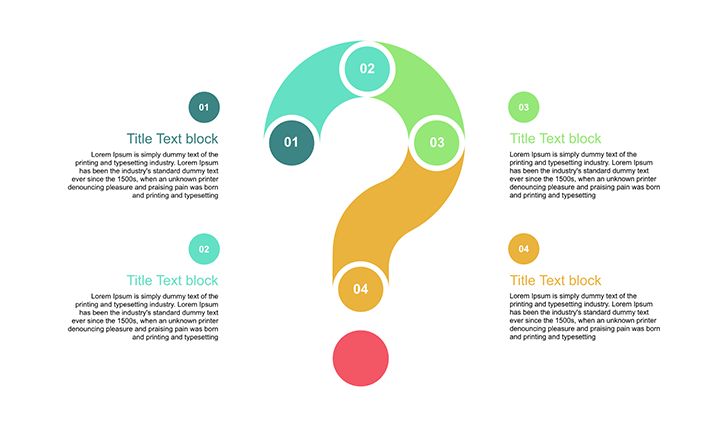 01
Title Text block
Lorem Ipsum is simply dummy text of the
printing and typesetting industry. Lorem Ipsum
has been the industry's standard dummy text
ever since the 1500s, when an unknown printer
denouncing pleasure and praising pain was born
and typesetting
02
Title Text block
Lorem Ipsum is simply dummy text of the
printing and typesetting industry. Lorem Ipsum
has been the industry's standard dummy text
ever since the 1500s, when an unknown printer
denouncing pleasure and praising pain was born
and typesetting
01
02
03
04
03
Title Text block
Lorem Ipsum is simply dummy text of the
printing and typesetting industry. Lorem Ipsum
has been the industry's standard dummy text
ever since the 1500s, when an unknown printer
denouncing pleasure and praising pain was born
and typesetting
04
Title Text block
Lorem Ipsum is simply dummy text of the
printing and typesetting industry. Lorem Ipsum
has been the industry's standard dummy text
ever since the 1500s, when an unknown printer
denouncing pleasure and praising pain was born
and typesetting